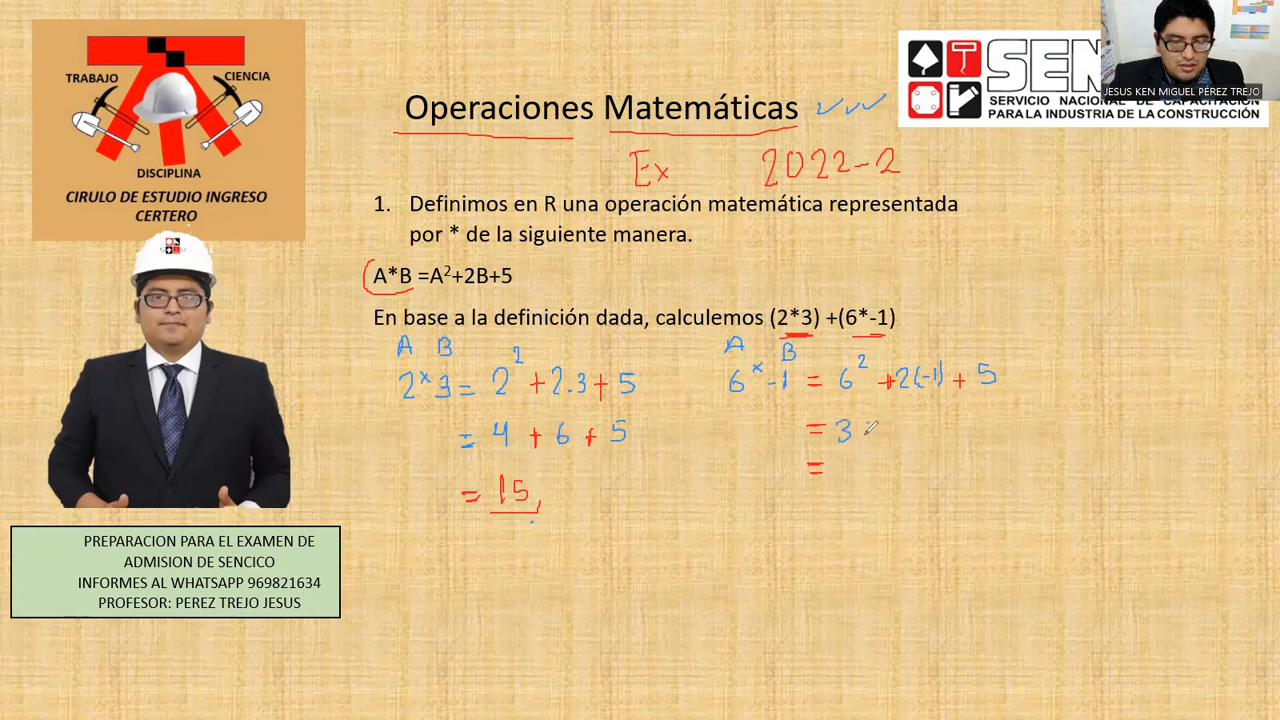 TRABAJO
CIENCIA
DISCIPLINA
CIRULO DE ESTUDIO INGRESO
CERTERO
SEN
SERVICIO NACIONAL DE CAPACITACIÓN
PARA LA INDUSTRIA DE LA CONSTRUCCIÓN
JESUS KEN MIGUEL PÉREZ TREJO
Operaciones Matemáticas
Ex 2022-2
1. Definimos en R una operación matemática representada
por * de la siguiente manera.
A*B =A²+2B+5
En base a la definición dada, calculemos (2*3) +(6*-1)
A B
2*3 = 2² + 2.3 + 5
= 4 + 6 + 5
= 15
A B
6*-1 = 6² +2(-1) + 5
= 3
=
PREPARACION PARA EL EXAMEN DE
ADMISION DE SENCICO
INFORMES AL WHATSAPP 969821634
PROFESOR: PEREZ TREJO JESUS